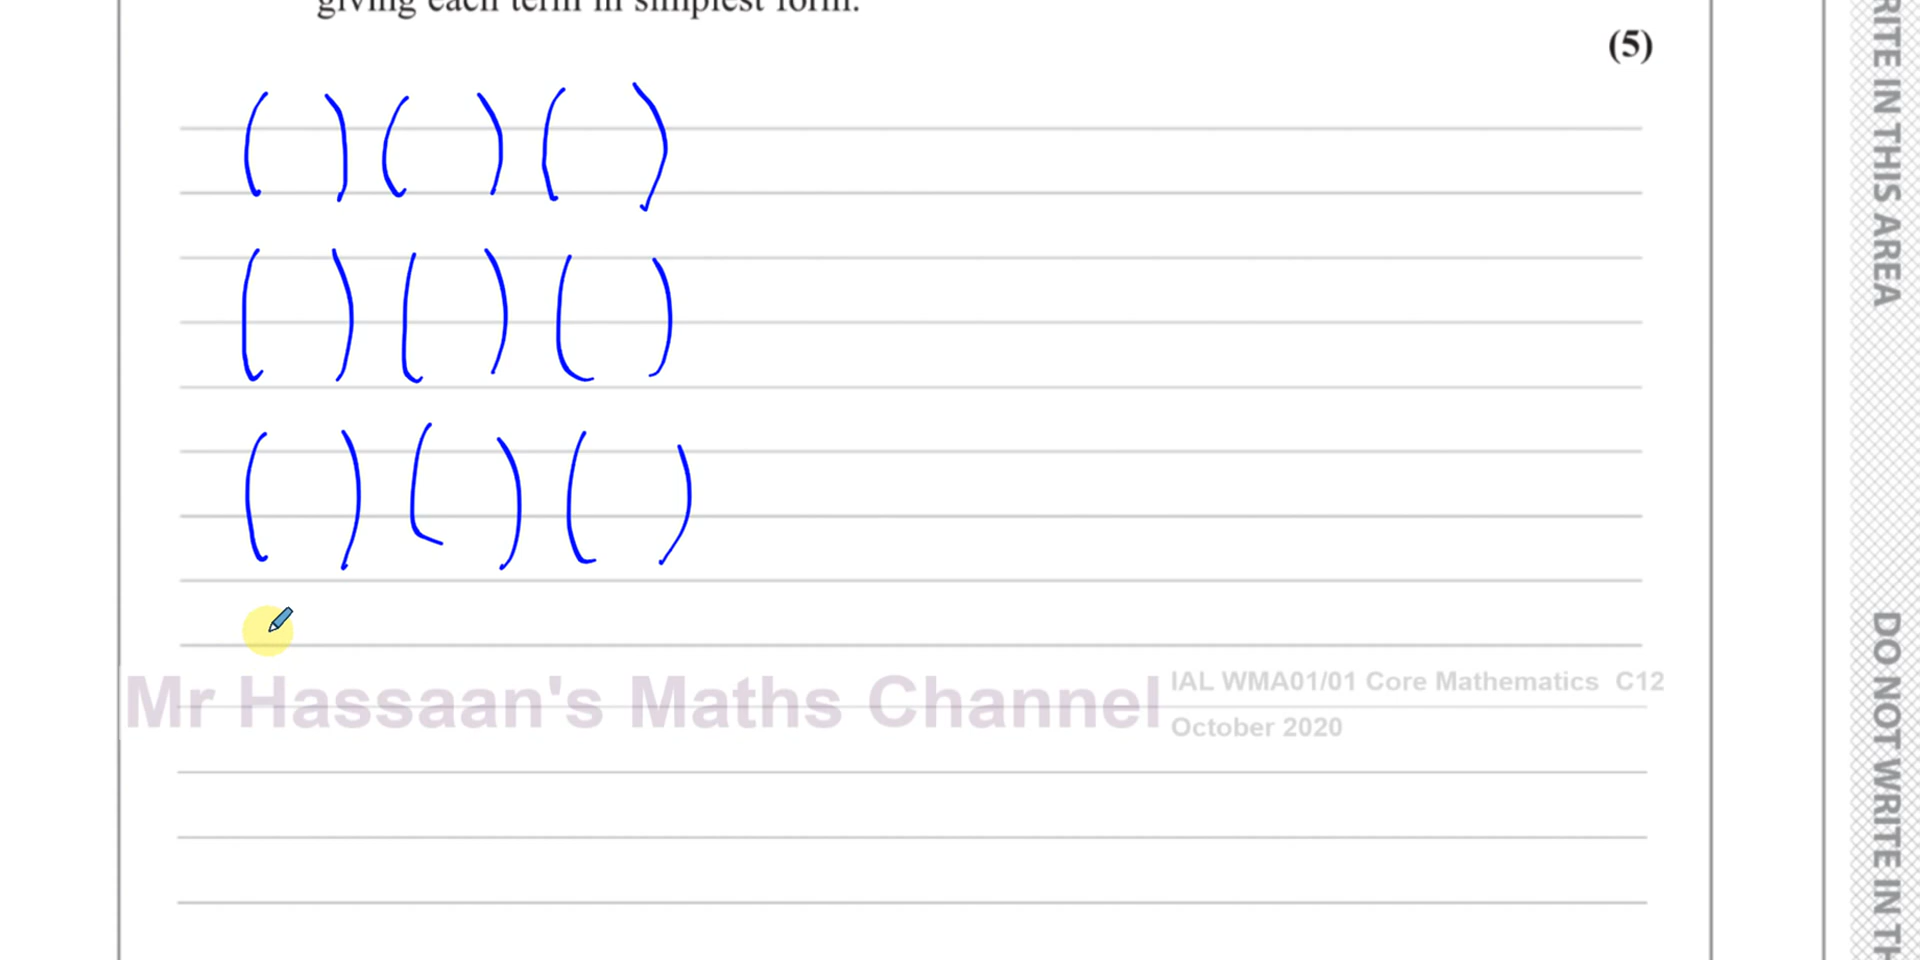 giving each term in simplest form.
(5)
( ) ( ) ( )
( ) ( ) ( )
( ) ( ) ( )
Mr Hassaan's Maths Channel
IAL WMA01/01 Core Mathematics C12
October 2020
RITE IN THIS AREA
DO NOT WRITE IN TH